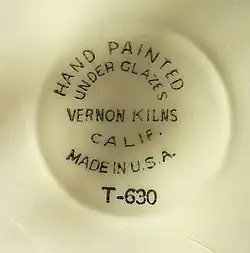 HAND PAINTED
UNDER GLAZES
VERNON KILNS
CALIF.
MADE IN U.S.A.
T-630